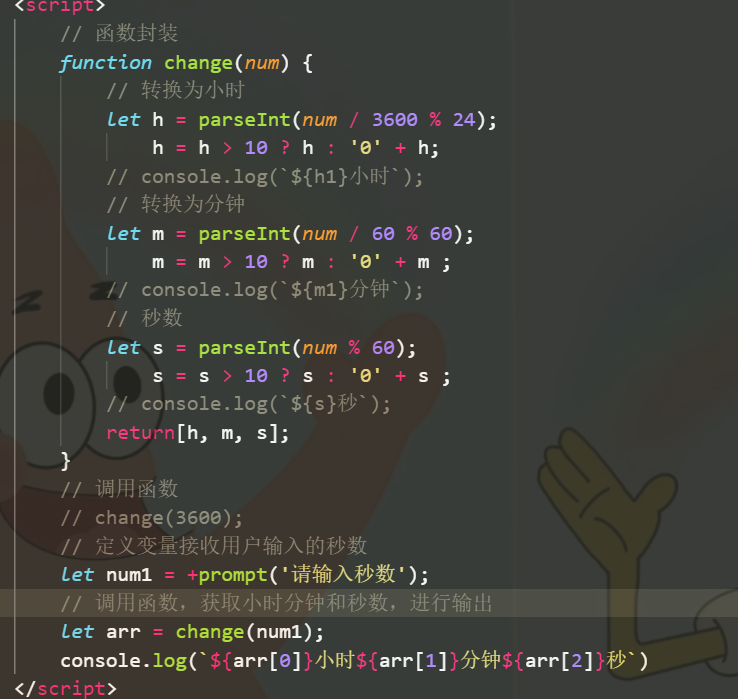 <script>
// 函数封装
function change(num) {
// 转换为小时
let h = parseInt(num / 3600 % 24);
h = h > 10 ? h : '0' + h;
// console.log(`${h1}小时`);
// 转换为分钟
let m = parseInt(num / 60 % 60);
m = m > 10 ? m : '0' + m ;
// console.log(`${m1}分钟`);
// 秒数
let s = parseInt(num % 60);
s = s > 10 ? s : '0' + s ;
// console.log(`${s}秒`);
return[h, m, s];
}
// 调用函数
// change(3600);
// 定义变量接收用户输入的秒数
let num1 = +prompt('请输入秒数');
// 调用函数，获取小时分钟和秒数，进行输出
let arr = change(num1);
console.log(`${arr[0]}小时${arr[1]}分钟${arr[2]}秒`)
</script>